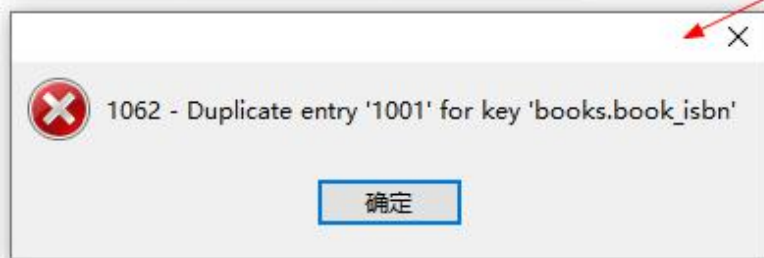 1062 - Duplicate entry '1001' for key 'books.book_isbn'
确定